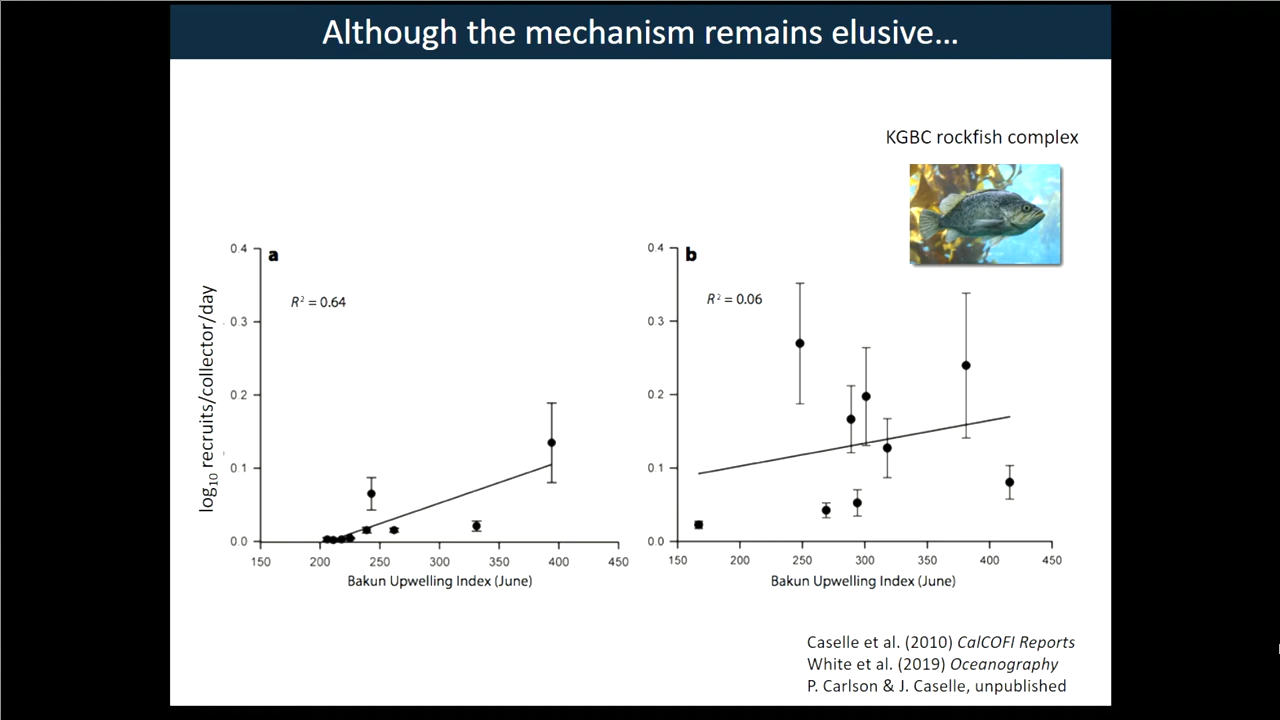 Although the mechanism remains elusive…
KGBC rockfish complex
a
R² = 0.64
0.4
0.3
0.2
0.1
0.0
log₁₀ recruits/collector/day
150 200 250 300 350 400 450
Bakun Upwelling Index (June)
b
R² = 0.06
0.4
0.3
0.2
0.1
0.0
150 200 250 300 350 400 450
Bakun Upwelling Index (June)
Caselle et al. (2010) CalCOFI Reports
White et al. (2019) Oceanography
P. Carlson & J. Caselle, unpublished